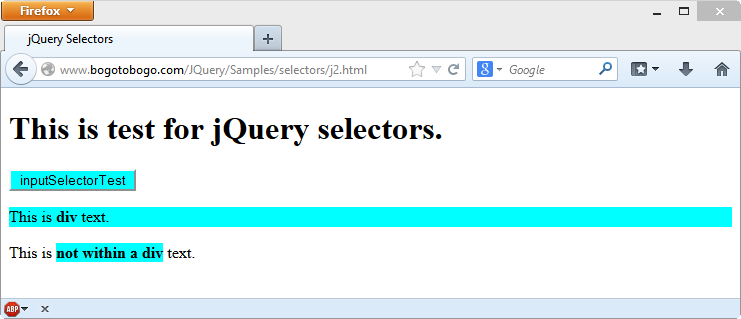 Firefox
jQuery Selectors
www.bogotobogo.com/JQuery/Samples/selectors/j2.html
8 Google
This is test for jQuery selectors.
inputSelectorTest
This is div text.
This is not within a div text.
ABP